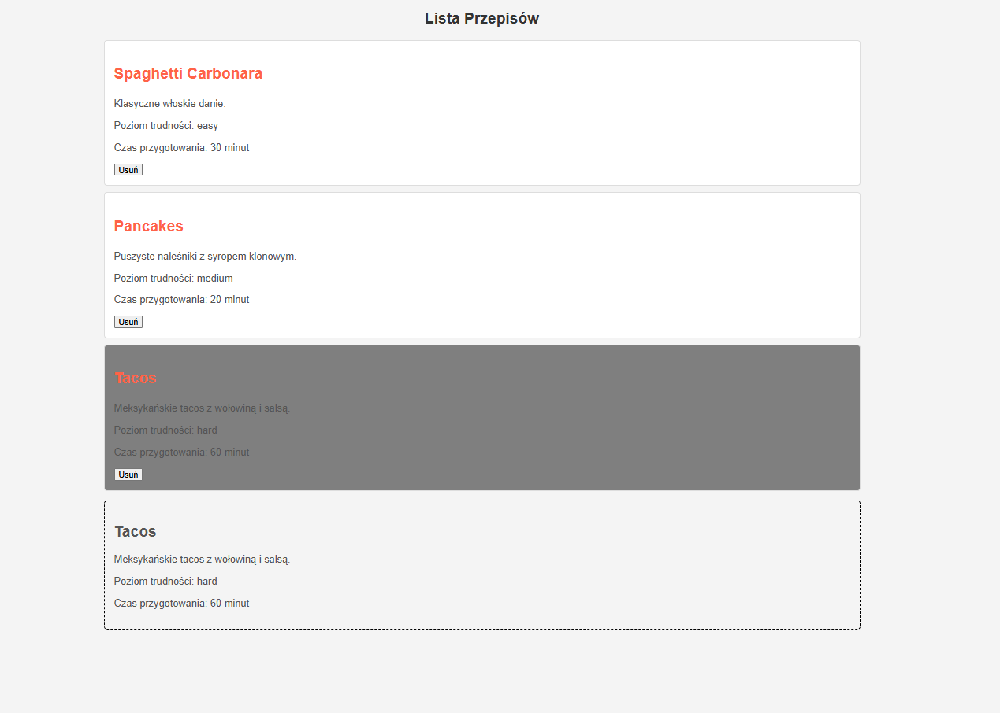 Lista Przepisów
Spaghetti Carbonara
Klasyczne włoskie danie.
Poziom trudności: easy
Czas przygotowania: 30 minut
Usuń
Pancakes
Puszyste naleśniki z syropem klonowym.
Poziom trudności: medium
Czas przygotowania: 20 minut
Usuń
Tacos
Meksykańskie tacos z wołowiną i salsą.
Poziom trudności: hard
Czas przygotowania: 60 minut
Usuń
Tacos
Meksykańskie tacos z wołowiną i salsą.
Poziom trudności: hard
Czas przygotowania: 60 minut